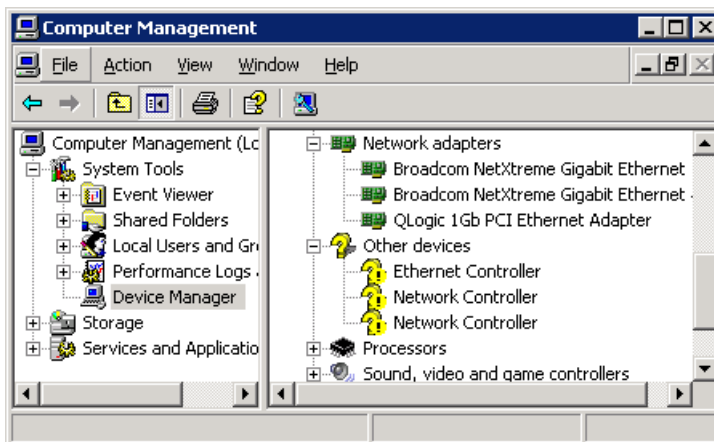 Computer Management
File Action View Window Help
Computer Management (Lc
System Tools
Event Viewer
Shared Folders
Local Users and Gr
Performance Logs
Device Manager
Storage
Services and Applicatio
Network adapters
Broadcom NetXtreme Gigabit Ethernet
Broadcom NetXtreme Gigabit Ethernet
QLogic 1Gb PCI Ethernet Adapter
Other devices
Ethernet Controller
Network Controller
Network Controller
Processors
Sound, video and game controllers